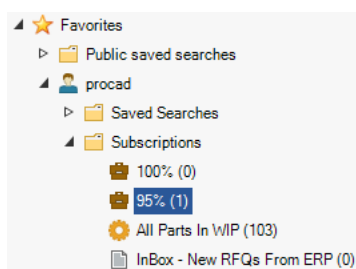 Favorites
Public saved searches
procad
Saved Searches
Subscriptions
100% (0)
95% (1)
All Parts In WIP (103)
InBox - New RFQs From ERP (0)